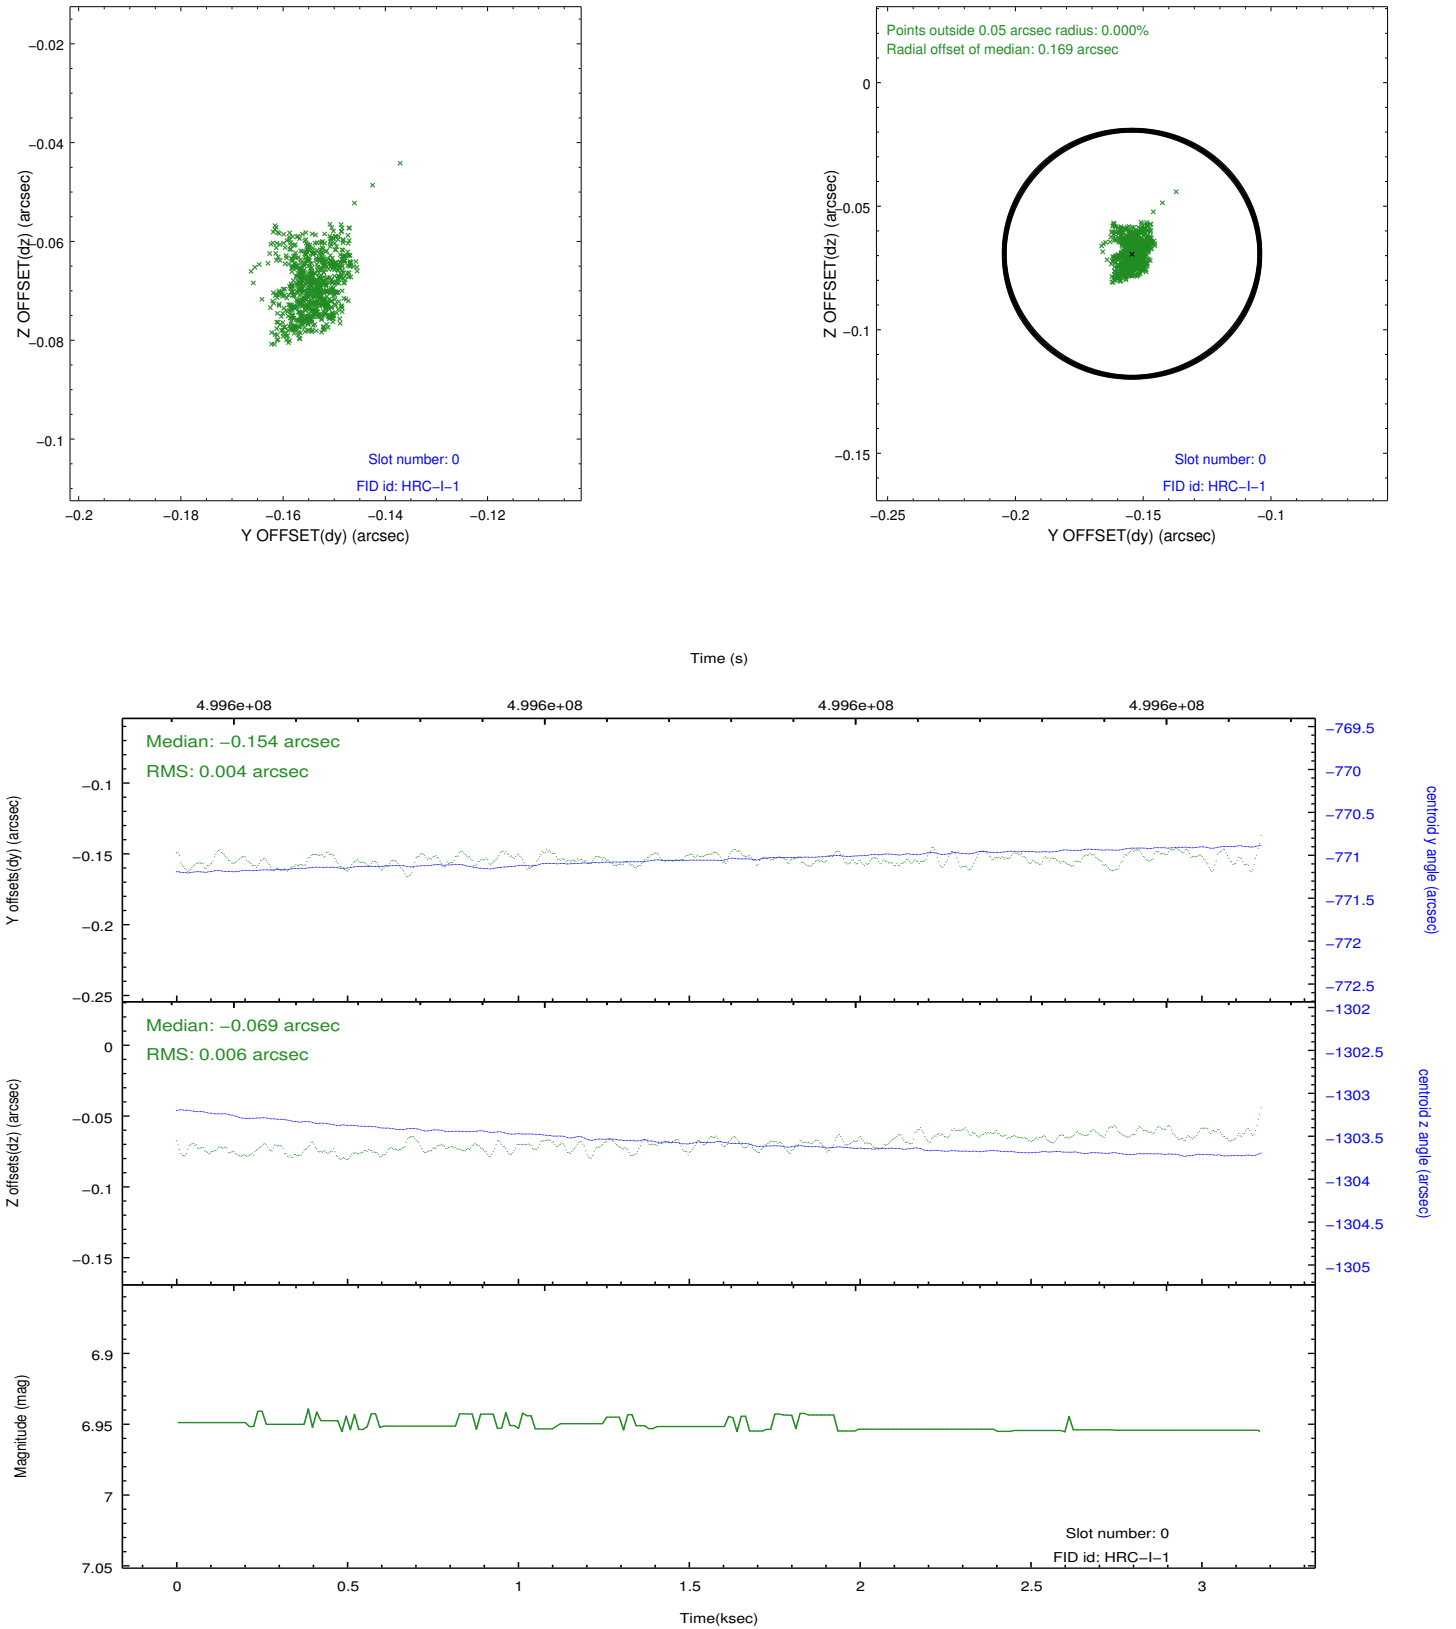 −0.02
−0.04
−0.06
−0.08
−0.1
Z OFFSET(dz) (arcsec)
Slot number: 0
FID id: HRC−I−1
−0.2
−0.18
−0.16
−0.14
−0.12
Y OFFSET(dy) (arcsec)
Points outside 0.05 arcsec radius: 0.000%
Radial offset of median: 0.169 arcsec
0
−0.05
−0.1
−0.15
Z OFFSET(dz) (arcsec)
Slot number: 0
FID id: HRC−I−1
−0.25
−0.2
−0.15
−0.1
Y OFFSET(dy) (arcsec)
Time (s)
4.996e+08
4.996e+08
4.996e+08
4.996e+08
Median: −0.154 arcsec
RMS: 0.004 arcsec
−0.1
−0.15
−0.2
−0.25
Y offsets(dy) (arcsec)
−769.5
−770
−770.5
−771
−771.5
−772
−772.5
centroid y angle (arcsec)
Median: −0.069 arcsec
RMS: 0.006 arcsec
0
−0.05
−0.1
−0.15
Z offsets(dz) (arcsec)
−1302
−1302.5
−1303
−1303.5
−1304
−1304.5
−1305
centroid z angle (arcsec)
6.9
6.95
7
7.05
Magnitude (mag)
Slot number: 0
FID id: HRC−I−1
0
0.5
1
1.5
2
2.5
3
Time(ksec)